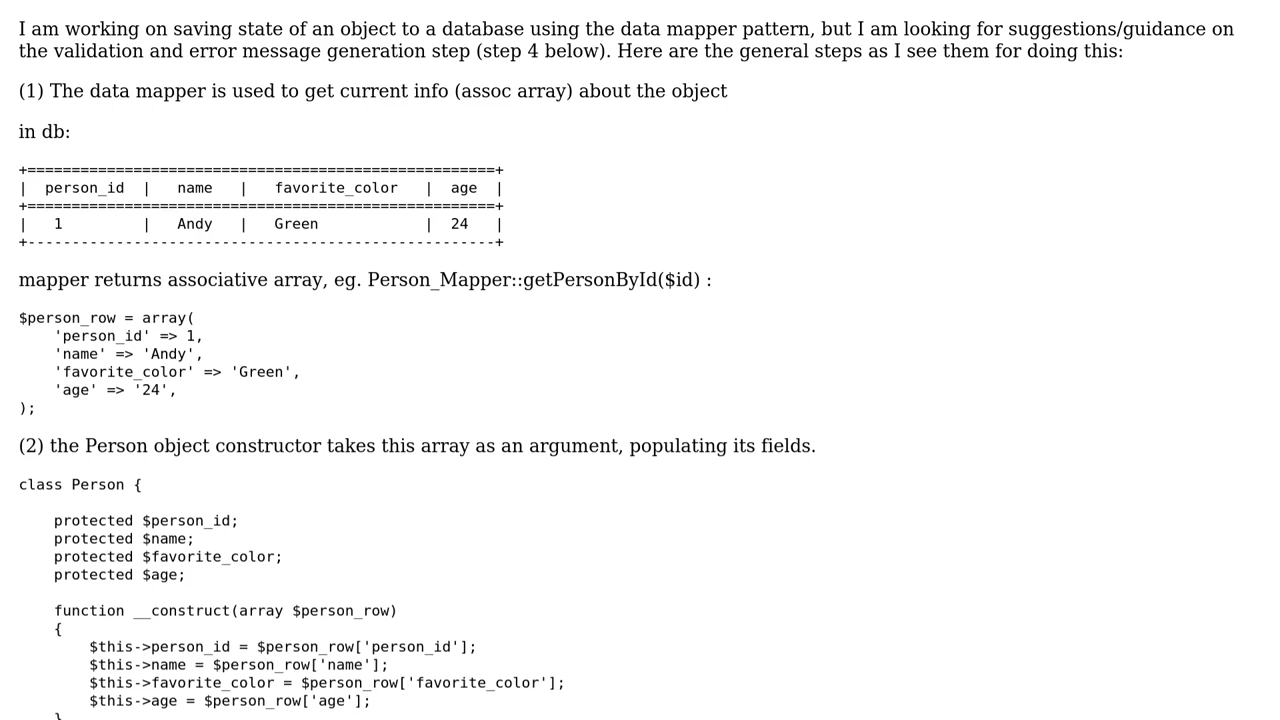 I am working on saving state of an object to a database using the data mapper pattern, but I am looking for suggestions/guidance on
the validation and error message generation step (step 4 below). Here are the general steps as I see them for doing this:
(1) The data mapper is used to get current info (assoc array) about the object
in db:
+=====================================================+
|  person_id  |   name   |   favorite_color   |  age  |
+=====================================================+
|   1         |   Andy   |   Green            |  24   |
+-----------------------------------------------------+
mapper returns associative array, eg. Person_Mapper::getPersonById($id) :
$person_row = array(
    'person_id' => 1,
    'name' => 'Andy',
    'favorite_color' => 'Green',
    'age' => '24',
);
(2) the Person object constructor takes this array as an argument, populating its fields.
class Person {
    protected $person_id;
    protected $name;
    protected $favorite_color;
    protected $age;
    function __construct(array $person_row)
    {
        $this->person_id = $person_row['person_id'];
        $this->name = $person_row['name'];
        $this->favorite_color = $person_row['favorite_color'];
        $this->age = $person_row['age'];
    }